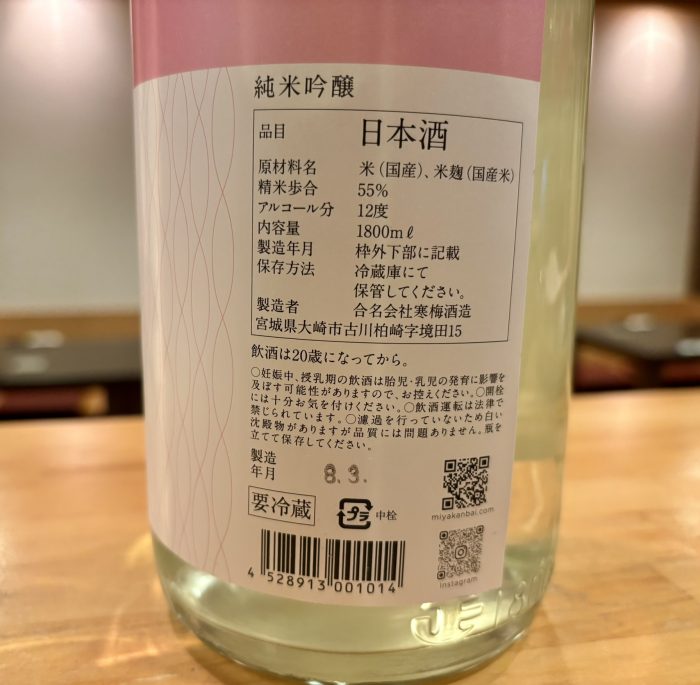 純米吟醸
品目 日本酒
原材料名 米（国産）、米麹（国産米）
精米歩合 55%
アルコール分 12度
内容量 1800mℓ
製造年月 枠外下部に記載
保存方法 冷蔵庫にて
保管してください。
製造者 合名会社寒梅酒造
宮城県大崎市古川柏崎字境田15
飲酒は20歳になってから。
○妊娠中、授乳期の飲酒は胎児・乳児の発育に影響を
及ぼす可能性がありますので、お控えください。○開栓
には十分お気を付けください。○飲酒運転は法律で
禁じられています。○濾過を行っていないため白い
沈殿物がありますが品質には問題ありません。瓶を
立てて保存してください。
製造
年月 8.3.
要冷蔵 プラ 中栓
miyakanbai.com
4 528913 001014
instagram